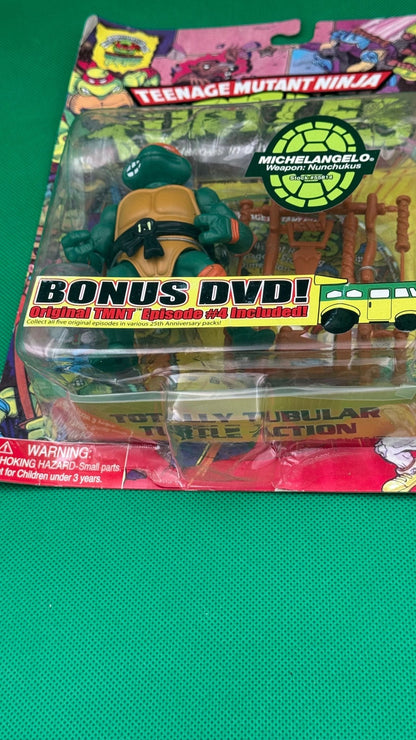 TEENAGE MUTANT NINJA
TURTLES
MICHELANGELO
Weapon: Nunchukus
BONUS DVD!
Original TMNT Episode #4 Included!
Collect all five original episodes in various 25th Anniversary packs!
TOTALLY TUBULAR
TURTLE ACTION
WARNING:
CHOKING HAZARD-Small parts.
for Children under 3 years.